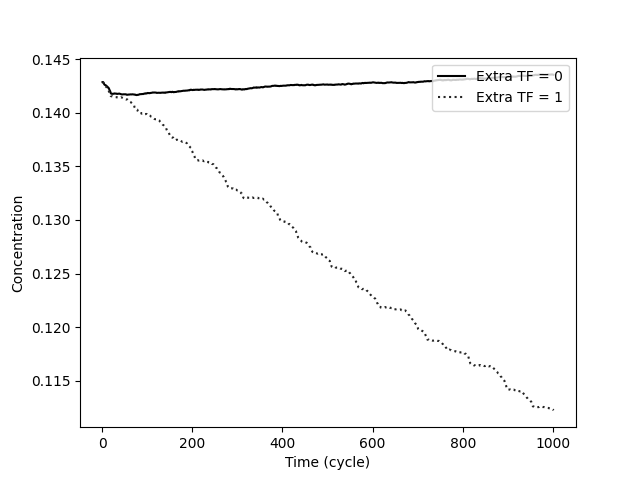 0.145
0.140
0.135
0.130
0.125
0.120
0.115
Concentration
Extra TF = 0
Extra TF = 1
0 200 400 600 800 1000
Time (cycle)